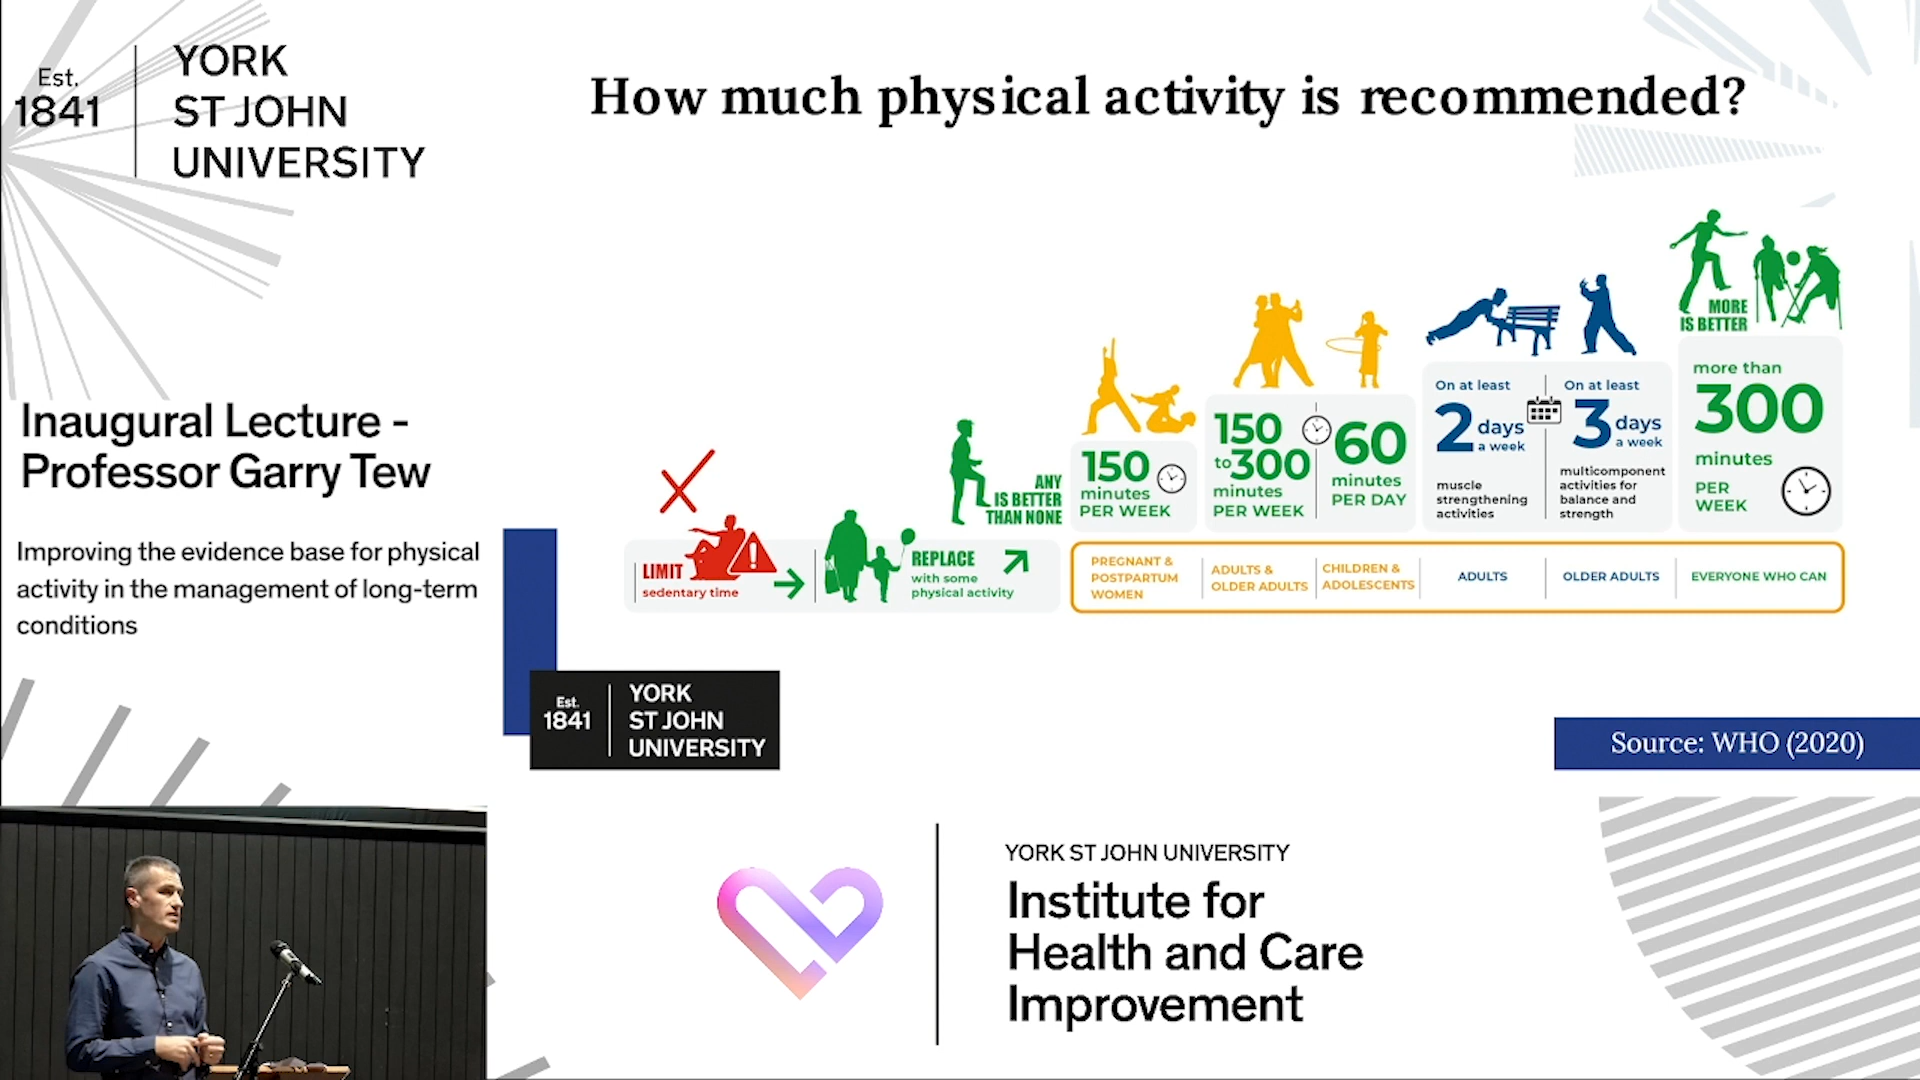 Est.
1841
YORK
ST JOHN
UNIVERSITY
How much physical activity is recommended?
Inaugural Lecture -
Professor Garry Tew
Improving the evidence base for physical
activity in the management of long-term
conditions
LIMIT
sedentary time
REPLACE
with some
physical activity
ANY
IS BETTER
THAN NONE
150
minutes
PER WEEK
PREGNANT &
POSTPARTUM
WOMEN
150
to 300
minutes
PER WEEK
ADULTS &
OLDER ADULTS
60
minutes
PER DAY
CHILDREN &
ADOLESCENTS
On at least
2 days
a week
muscle
strengthening
activities
ADULTS
On at least
3 days
a week
multicomponent
activities for
balance and
strength
OLDER ADULTS
MORE
IS BETTER
more than
300
minutes
PER
WEEK
EVERYONE WHO CAN
Est.
1841
YORK
ST JOHN
UNIVERSITY
Source: WHO (2020)
YORK ST JOHN UNIVERSITY
Institute for
Health and Care
Improvement